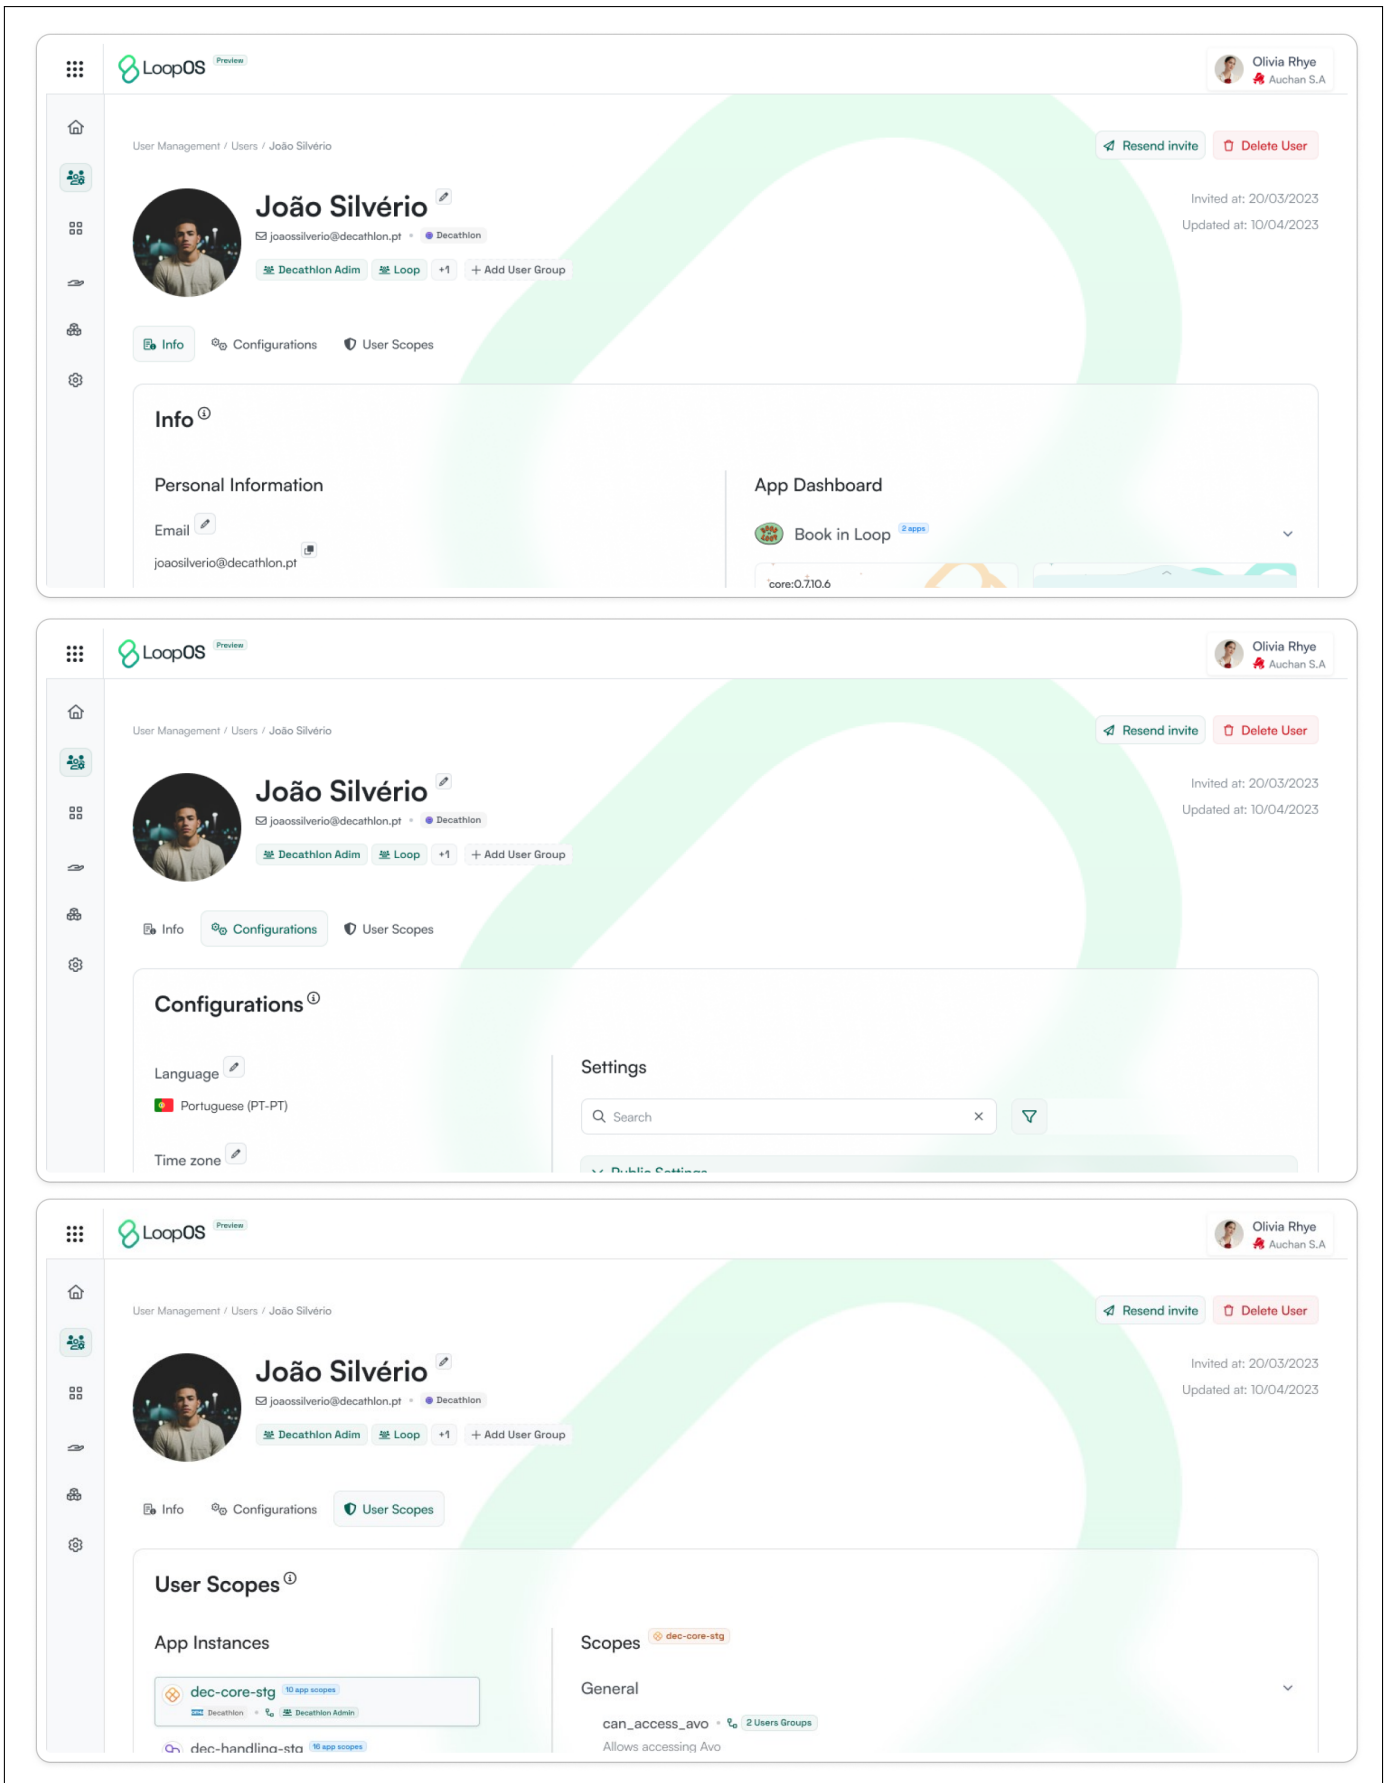 LoopOS Preview
Olivia Rhye
Auchan S.A
User Management / Users / João Silvério
Resend invite
Delete User
João Silvério
Invited at: 20/03/2023
joaossilverio@decathlon.pt • Decathlon
Updated at: 10/04/2023
Decathlon Adim Loop +1 + Add User Group
Info Configurations User Scopes
Info
Personal Information
App Dashboard
Email
Book in Loop 2 apps
joaosilverio@decathlon.pt
core:0.7.10.6
LoopOS Preview
Olivia Rhye
Auchan S.A
User Management / Users / João Silvério
Resend invite
Delete User
João Silvério
Invited at: 20/03/2023
joaossilverio@decathlon.pt • Decathlon
Updated at: 10/04/2023
Decathlon Adim Loop +1 + Add User Group
Info Configurations User Scopes
Configurations
Language
Settings
Portuguese (PT-PT)
Search
Time zone
Public Settings
LoopOS Preview
Olivia Rhye
Auchan S.A
User Management / Users / João Silvério
Resend invite
Delete User
João Silvério
Invited at: 20/03/2023
joaossilverio@decathlon.pt • Decathlon
Updated at: 10/04/2023
Decathlon Adim Loop +1 + Add User Group
Info Configurations User Scopes
User Scopes
App Instances
Scopes dec-core-stg
dec-core-stg 10 app scopes
General
Decathlon • Decathlon Admin
can_access_avo • 2 Users Groups
dec-handling-stg 16 app scopes
Allows accessing Avo